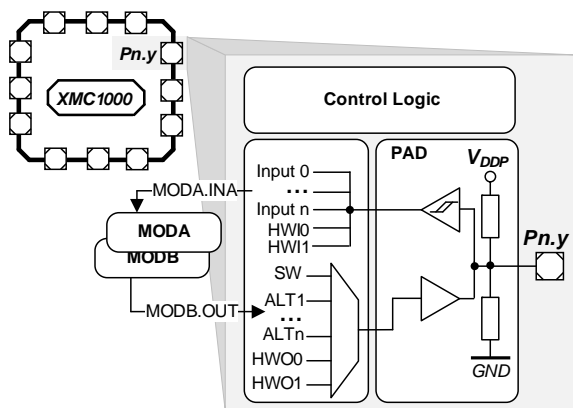 Pn.y
XMC1000
Control Logic
PAD
VDDP
Input 0
...
Input n
HWI0
HWI1
MODA.INA
MODA
MODB
MODB.OUT
SW
ALT1
...
ALTn
HWO0
HWO1
Pn.y
GND